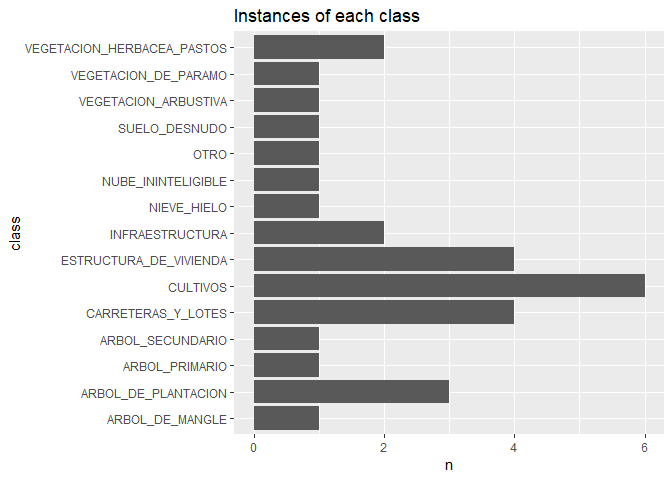 Instances of each class
VEGETACION_HERBACEA_PASTOS
VEGETACION_DE_PARAMO
VEGETACION_ARBUSTIVA
SUELO_DESNUDO
OTRO
NUBE_ININTELIGIBLE
NIEVE_HIELO
INFRAESTRUCTURA
ESTRUCTURA_DE_VIVIENDA
CULTIVOS
CARRETERAS_Y_LOTES
ARBOL_SECUNDARIO
ARBOL_PRIMARIO
ARBOL_DE_PLANTACION
ARBOL_DE_MANGLE
class
0 2 4 6
n